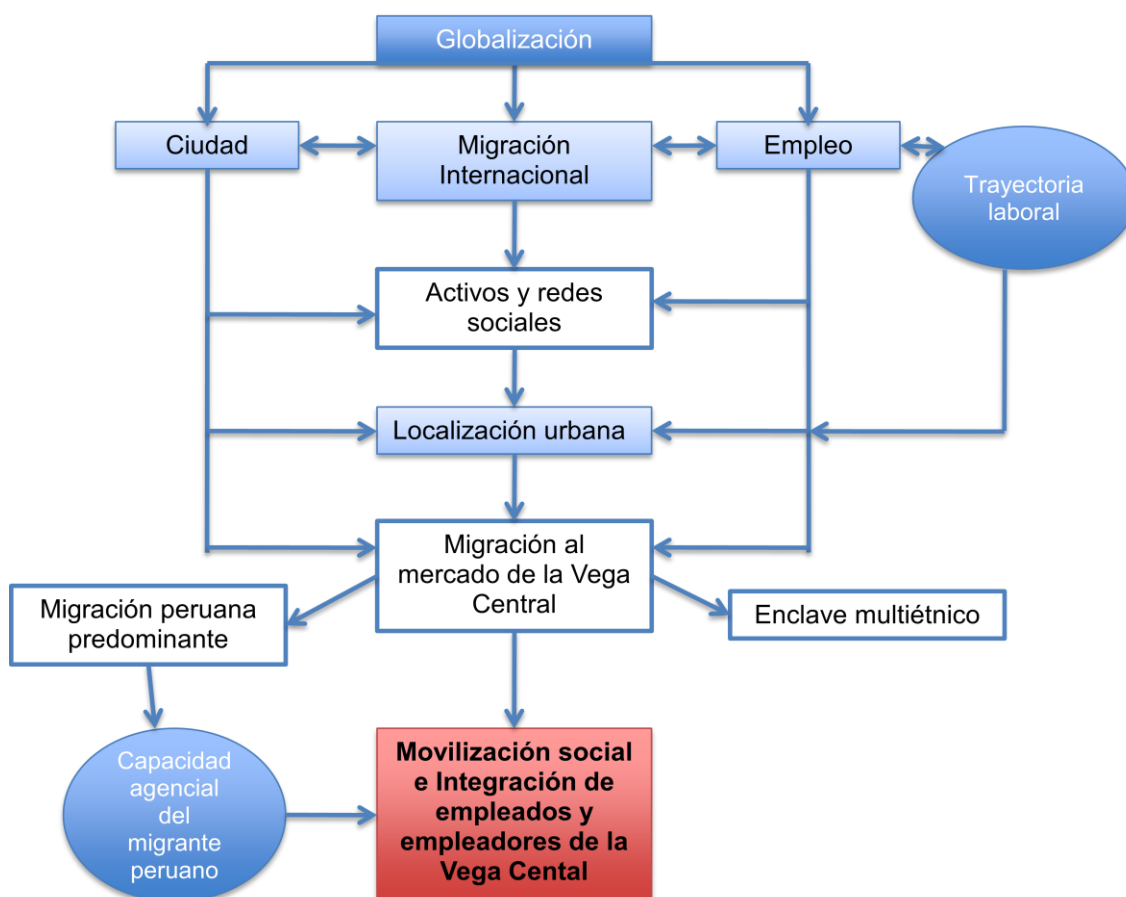 Globalización
Ciudad
Migración
Internacional
Empleo
Trayectoria
laboral
Activos y redes
sociales
Localización urbana
Migración al
mercado de la Vega
Central
Migración peruana
predominante
Enclave multiétnico
Capacidad
agencial
del
migrante
peruano
Movilización social
e Integración de
empleados y
empleadores de la
Vega Cental